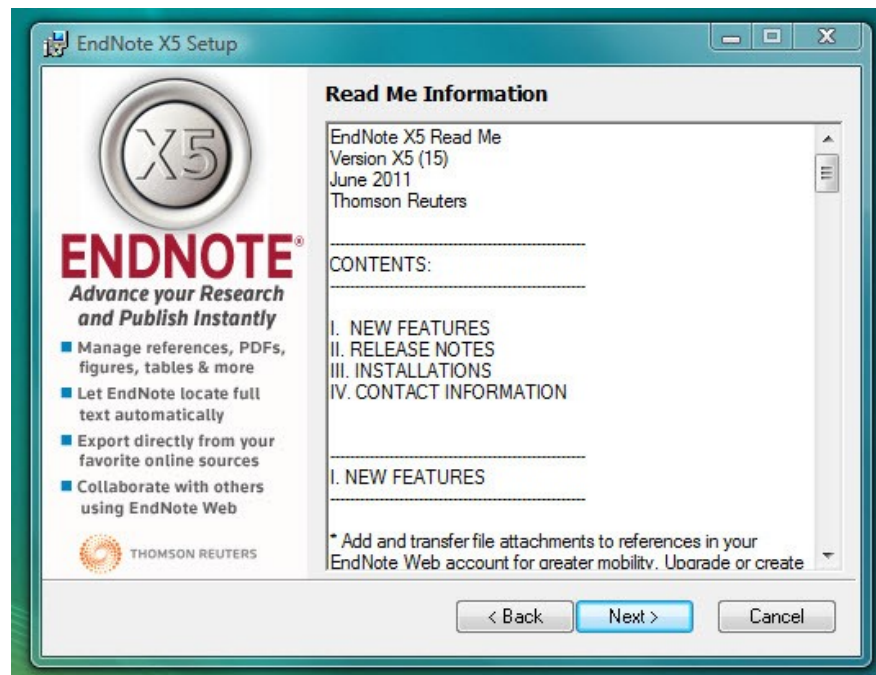 EndNote X5 Setup
X5
ENDNOTE®
Advance your Research
and Publish Instantly
Manage references, PDFs,
figures, tables & more
Let EndNote locate full
text automatically
Export directly from your
favorite online sources
Collaborate with others
using EndNote Web
THOMSON REUTERS
Read Me Information
EndNote X5 Read Me
Version X5 (15)
June 2011
Thomson Reuters
CONTENTS:
I. NEW FEATURES
II. RELEASE NOTES
III. INSTALLATIONS
IV. CONTACT INFORMATION
I. NEW FEATURES
* Add and transfer file attachments to references in your
EndNote Web account for greater mobility. Upgrade or create
< Back
Next >
Cancel